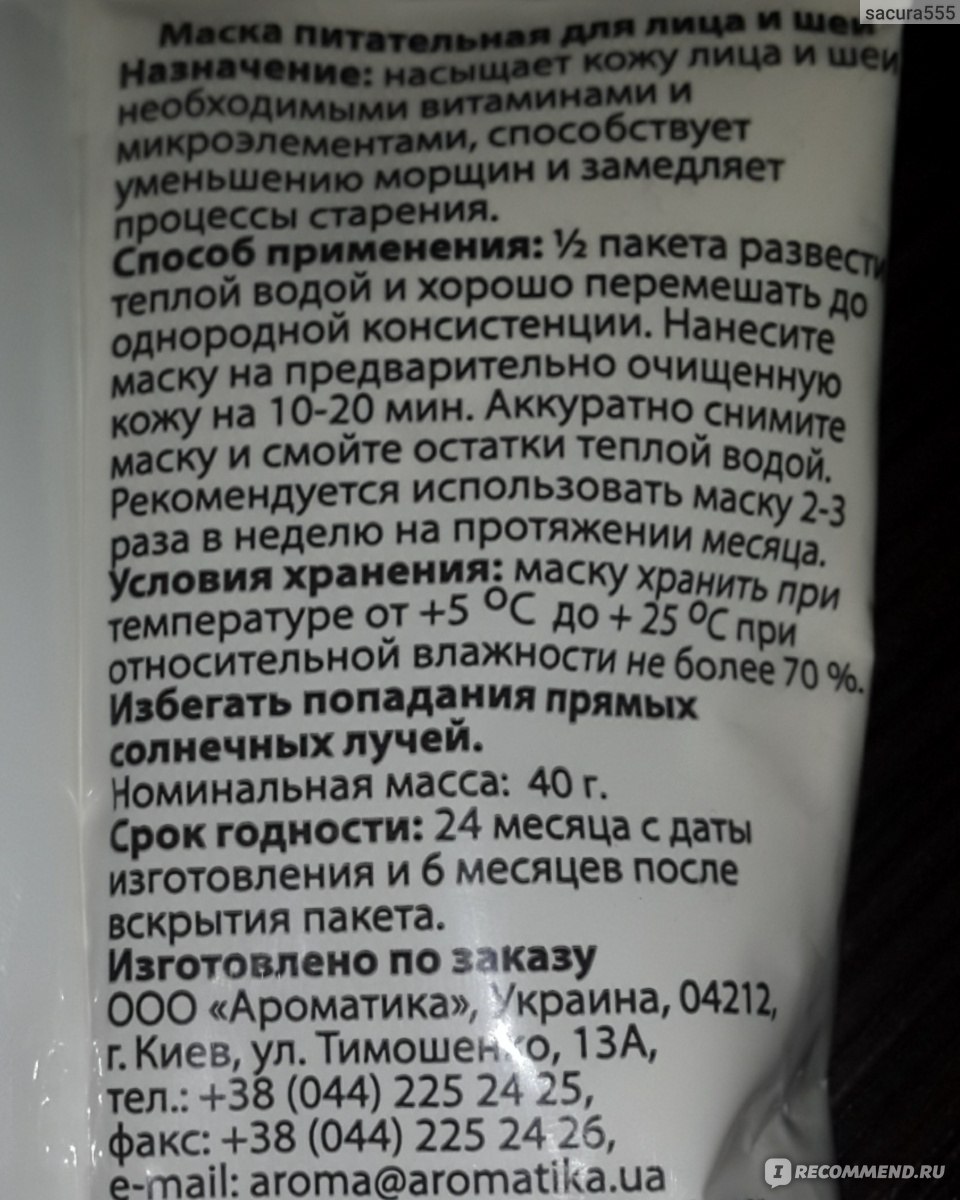 sacura555
Маска питательная для лица и шеи
Назначение: насыщает кожу лица и шеи
необходимыми витаминами и
микроэлементами, способствует
уменьшению морщин и замедляет
процессы старения.
Способ применения: ½ пакета развести
теплой водой и хорошо перемешать до
однородной консистенции. Нанесите
маску на предварительно очищенную
кожу на 10-20 мин. Аккуратно снимите
маску и смойте остатки теплой водой.
Рекомендуется использовать маску 2-3
раза в неделю на протяжении месяца.
Условия хранения: маску хранить при
температуре от +5 ºС до + 25 ºС при
относительной влажности не более 70 %.
Избегать попадания прямых
солнечных лучей.
Номинальная масса: 40 г.
Срок годности: 24 месяца с даты
изготовления и 6 месяцев после
вскрытия пакета.
Изготовлено по заказу
ООО «Ароматика», Украина, 04212,
г. Киев, ул. Тимошенко, 13А,
тел.: +38 (044) 225 24 25,
факс: +38 (044) 225 24 26,
e-mail: aroma@aromatika.ua
IRECOMMEND.RU